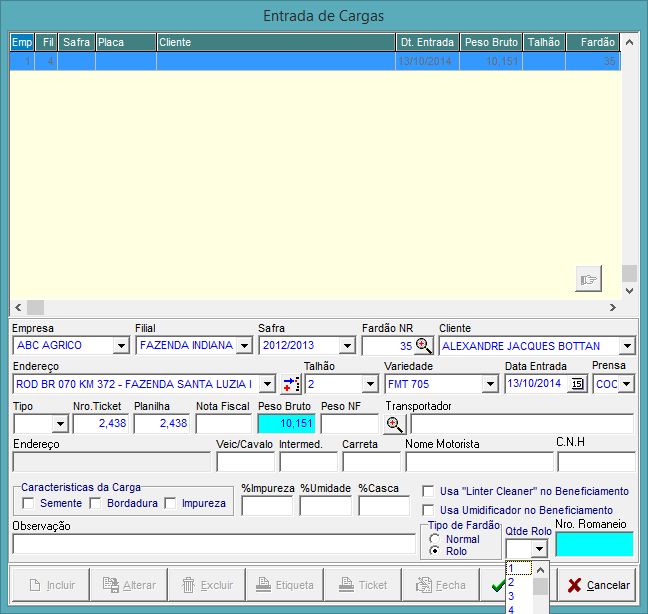 Entrada de Cargas
Emp Fil Safra Placa Cliente Dt. Entrada Peso Bruto Talhão Fardão
1 4 13/10/2014 10,151 35
Empresa Filial Safra Fardão NR Cliente
ABC AGRICO FAZENDA INDIANA 2012/2013 35 ALEXANDRE JACQUES BOTTAN
Endereço Talhão Variedade Data Entrada Prensa
ROD BR 070 KM 372 - FAZENDA SANTA LUZIA I 2 FMT 705 13/10/2014 15 COC
Tipo Nro.Ticket Planilha Nota Fiscal Peso Bruto Peso NF Transportador
2,438 2,438 10,151
Endereço Veic/Cavalo Intermed. Carreta Nome Motorista C.N.H
Caracteristicas da Carga %Impureza %Umidade %Casca Usa "Linter Cleaner" no Beneficiamento
Semente Bordadura Impureza Usa Umidificador no Beneficiamento
Observação Tipo de Fardão Qtde Rolo Nro. Romaneio
Normal
Rolo
1
2
3
4
Incluir Alterar Excluir Etiqueta Ticket Fecha Cancelar